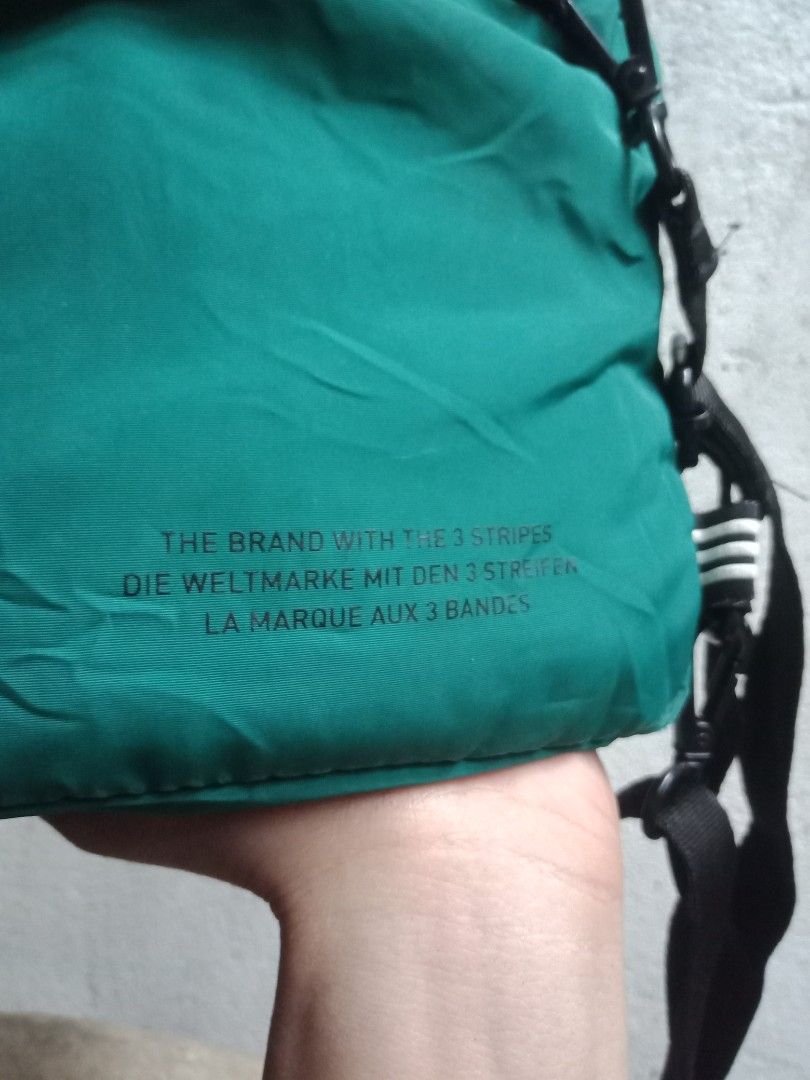 THE BRAND WITH THE 3 STRIPES
DIE WELTMARKE MIT DEN 3 STREIFEN
LA MARQUE AUX 3 BANDES